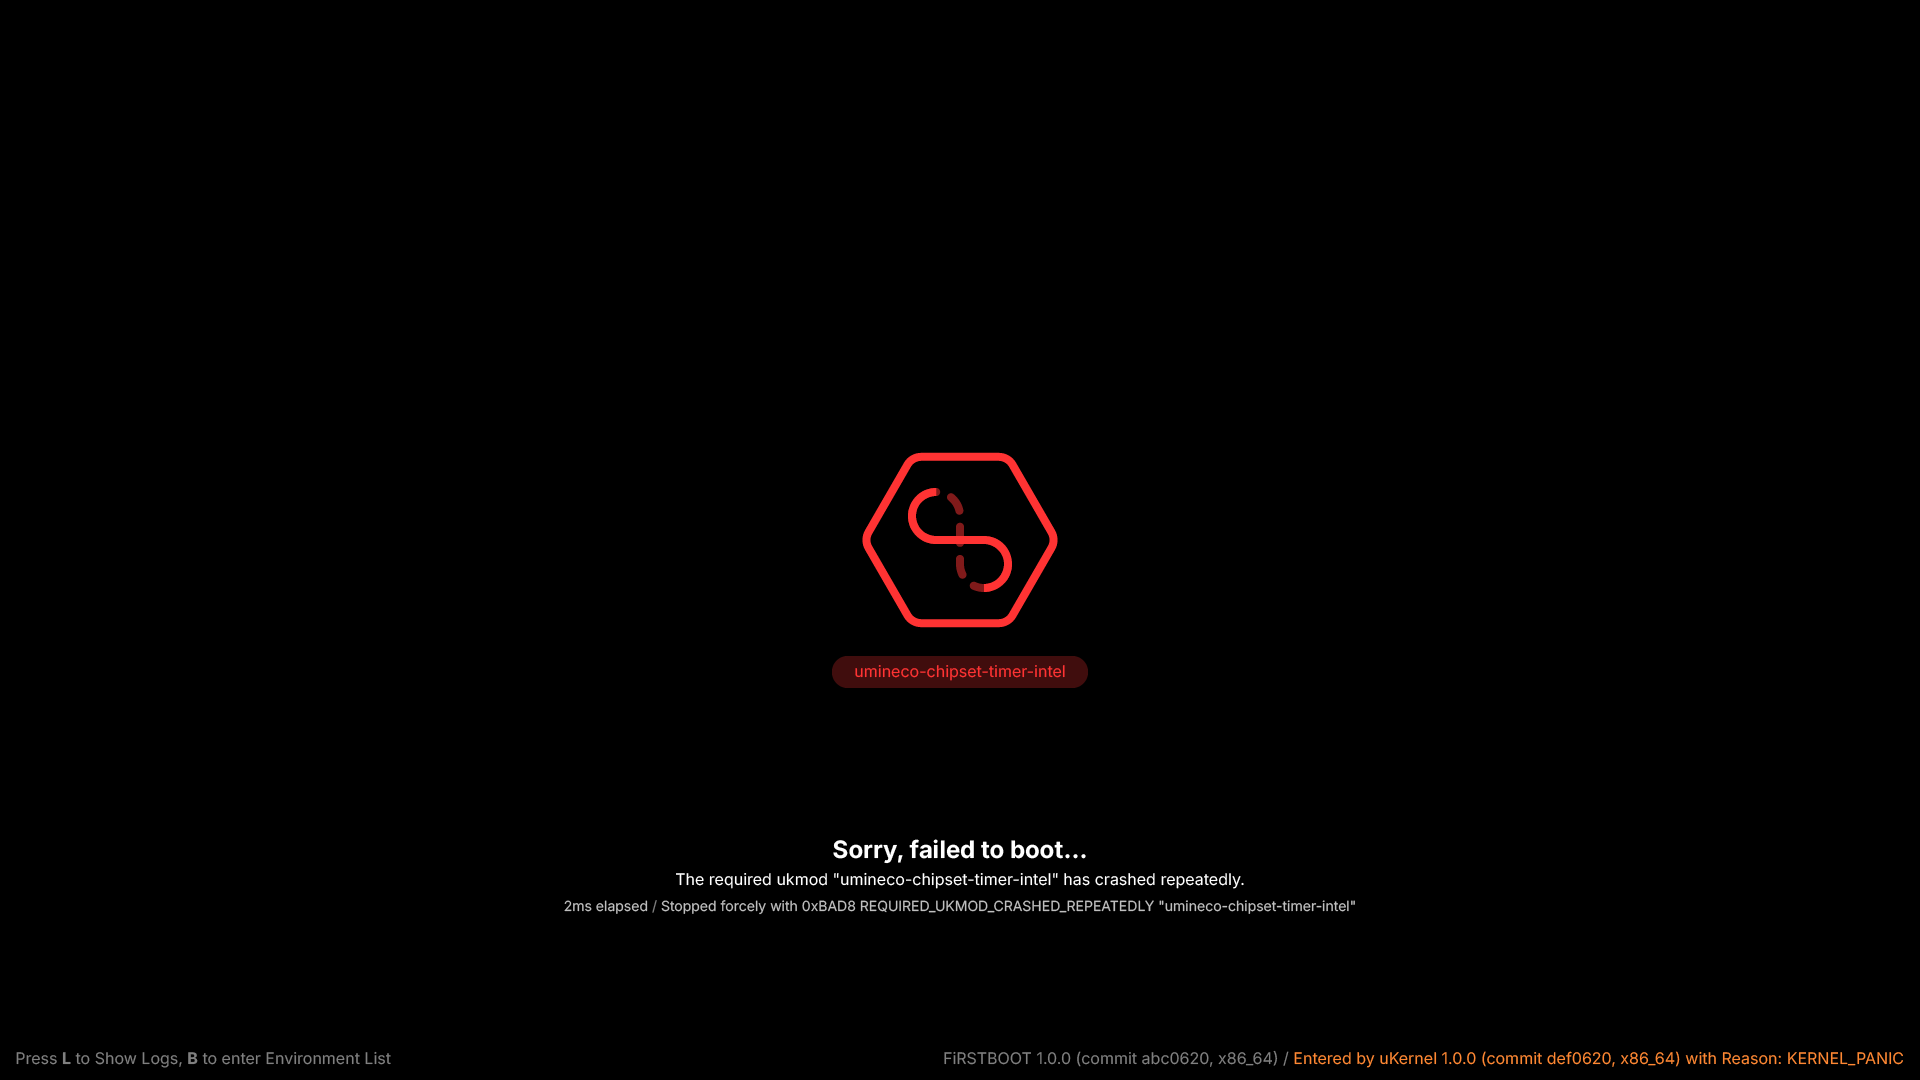 umineco-chipset-timer-intel
Sorry, failed to boot...
The required ukmod "umineco-chipset-timer-intel" has crashed repeatedly.
2ms elapsed / Stopped forcely with 0xBAD8 REQUIRED_UKMOD_CRASHED_REPEATEDLY "umineco-chipset-timer-intel"
Press L to Show Logs, B to enter Environment List
FiRSTBOOT 1.0.0 (commit abc0620, x86_64) / Entered by uKernel 1.0.0 (commit def0620, x86_64) with Reason: KERNEL_PANIC